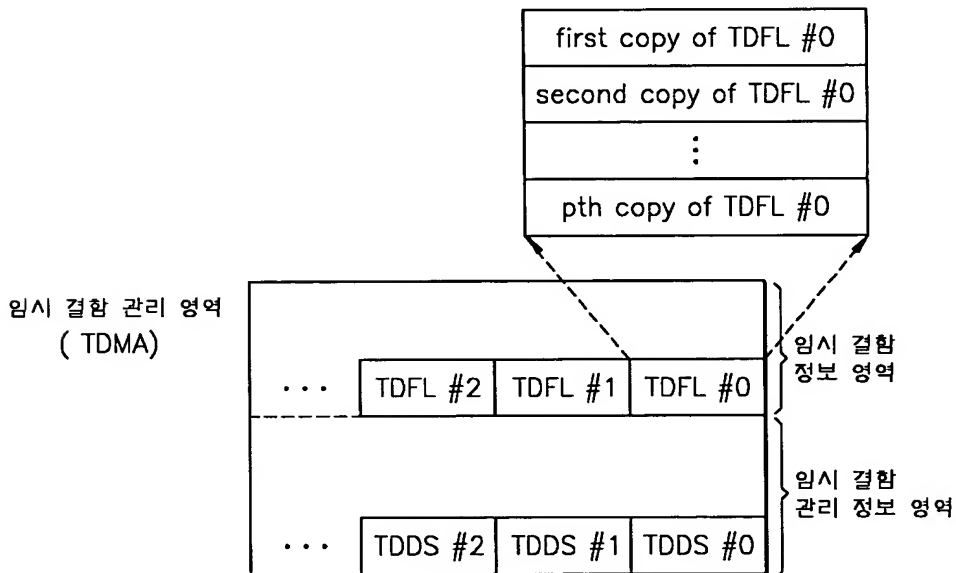 first copy of TDFL #0
second copy of TDFL #0
⋮
pth copy of TDFL #0
임시 결함 관리 영역
( TDMA)
임시 결함
정보 영역
··· TDFL #2 TDFL #1 TDFL #0
임시 결함
관리 정보 영역
··· TDDS #2 TDDS #1 TDDS #0